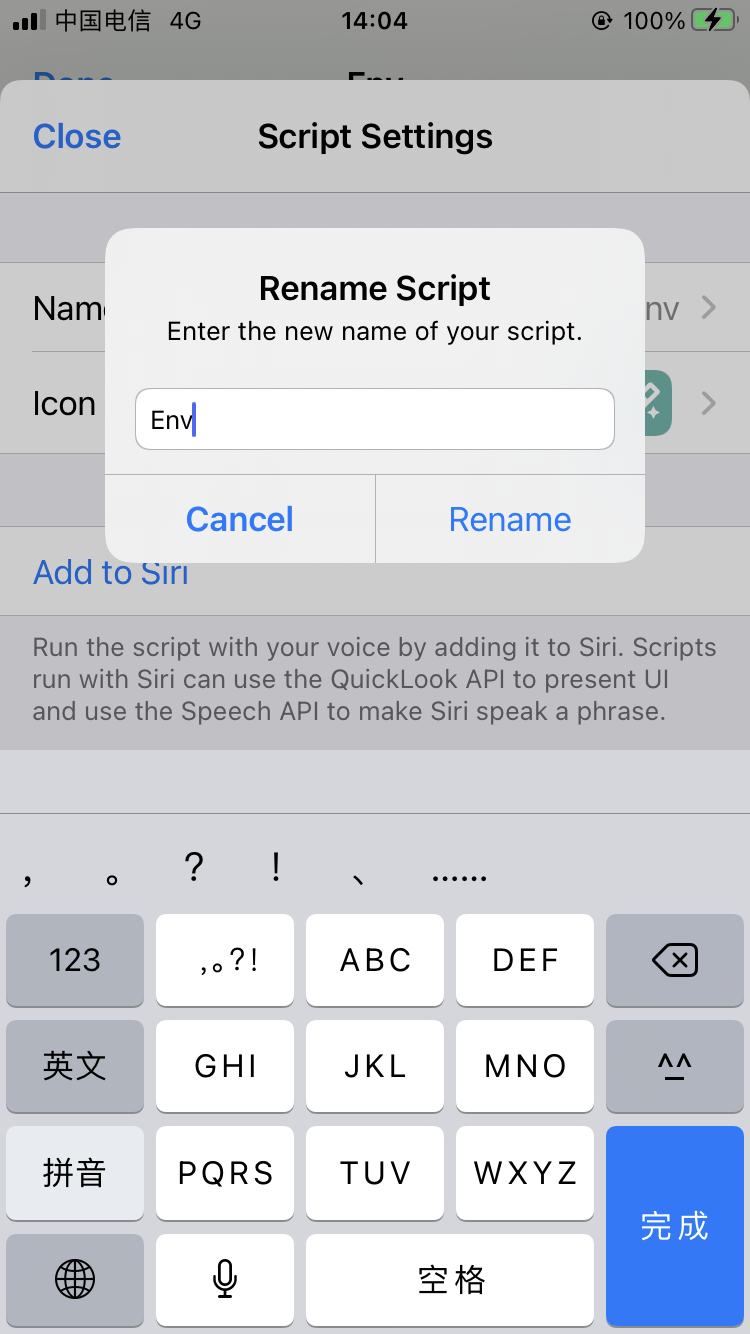 中国电信 4G 14:04 100%
Close Script Settings
Rename Script
Enter the new name of your script.
Env
Cancel Rename
Icon
Add to Siri
Run the script with your voice by adding it to Siri. Scripts
run with Siri can use the QuickLook API to present UI
and use the Speech API to make Siri speak a phrase.
， 。 ? ! 、 ……
123 ,。?! ABC DEF
英文 GHI JKL MNO ^^
拼音 PQRS TUV WXYZ 完成
空格